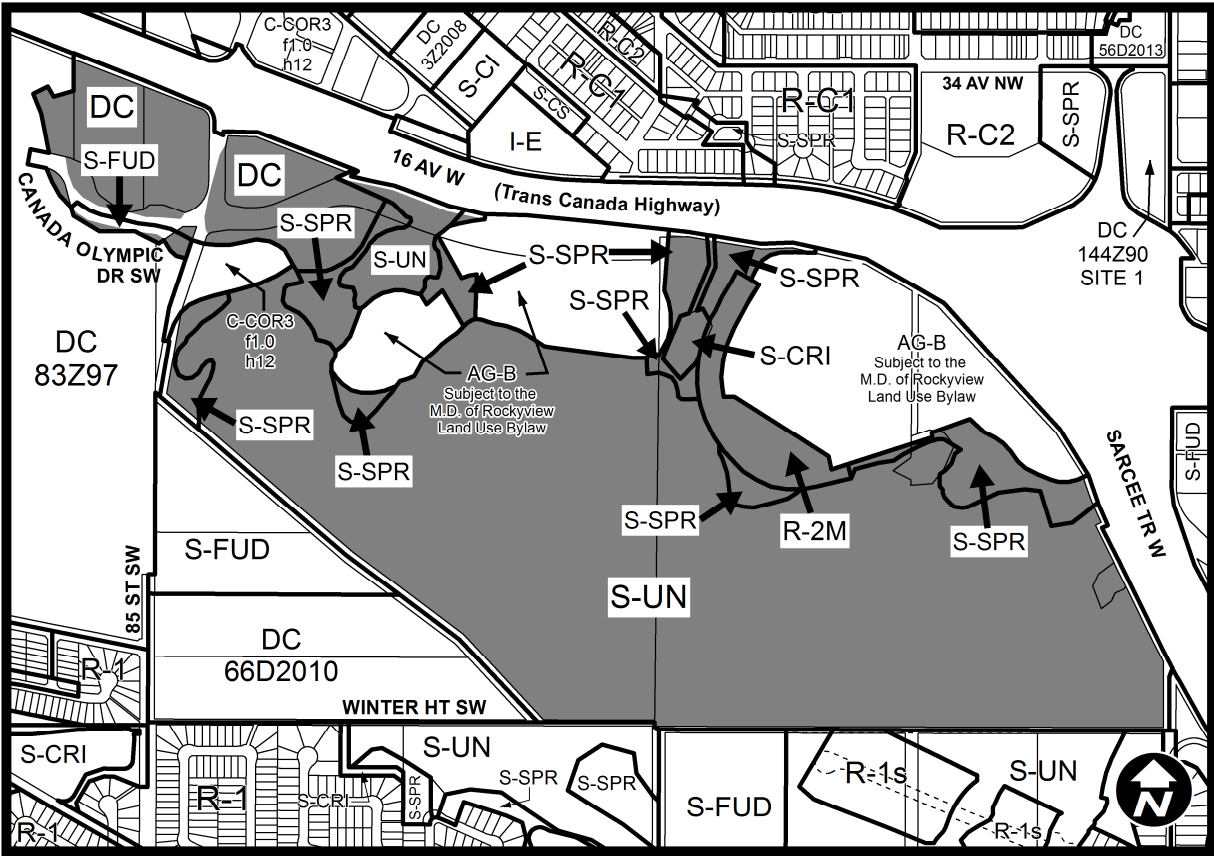 C-COR3
f1.0
h12
DC
3Z2008
S-CI
R-C2
R-C1
S-CS
I-E
R-C1
S-SPR
34 AV NW
R-C2
S-SPR
DC
56D2013
DC
144Z90
SITE 1
16 AV W
(Trans Canada Highway)
DC
S-FUD
DC
CANADA OLYMPIC
DR SW
S-SPR
S-UN
S-SPR
S-SPR
S-SPR
S-CRI
C-COR3
f1.0
h12
DC
83Z97
AG-B
Subject to the
M.D. of Rockyview
Land Use Bylaw
AG-B
Subject to the
M.D. of Rockyview
Land Use Bylaw
S-SPR
S-SPR
S-SPR
R-2M
S-SPR
SARCEE TR W
S-FUD
S-FUD
S-UN
85 ST SW
DC
66D2010
WINTER HT SW
R-1
S-CRI
R-1
R-1
S-CRI
S-SPR
S-UN
S-SPR
S-SPR
S-FUD
R-1s
S-UN
R-1s
N